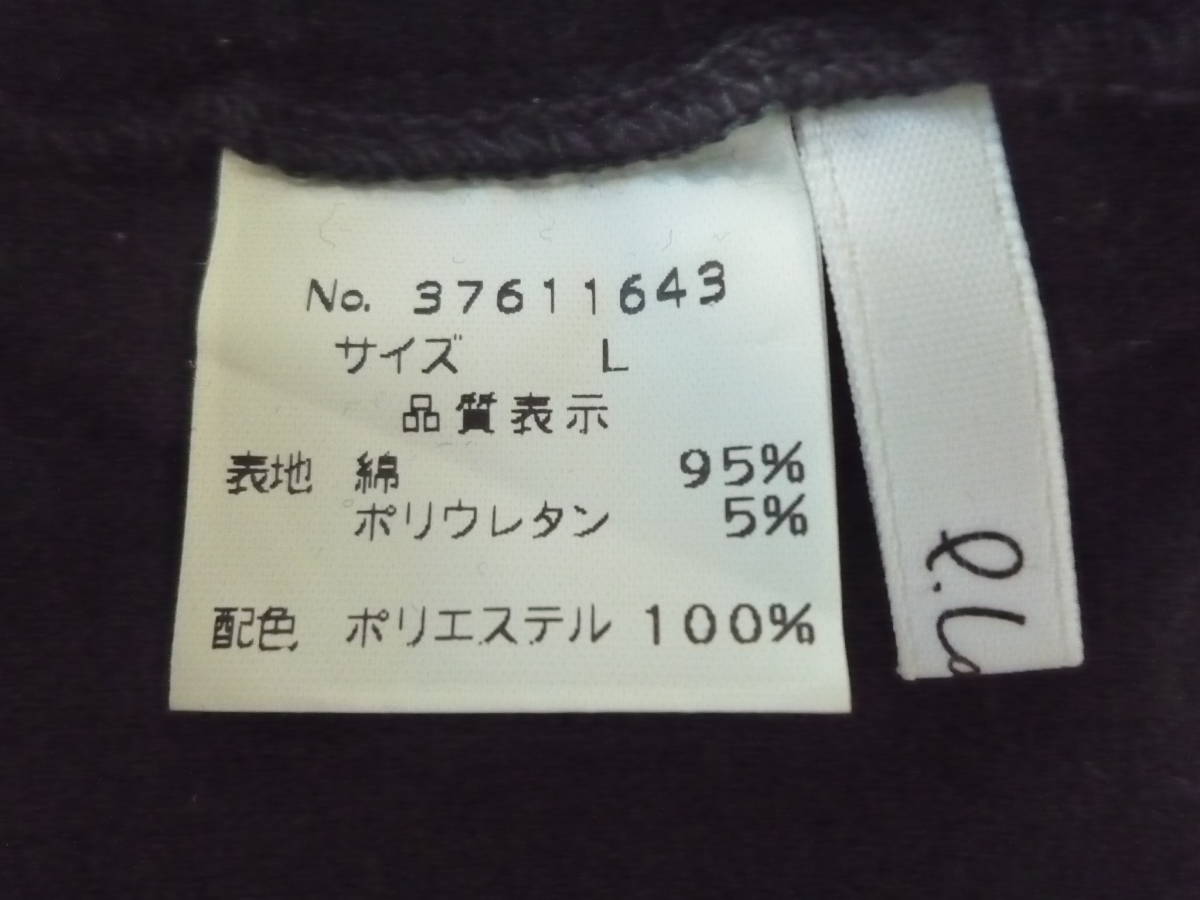 No. 37611643
サイズ L
品質表示
表地 綿 95%
ポリウレタン 5%
配色 ポリエステル 100%